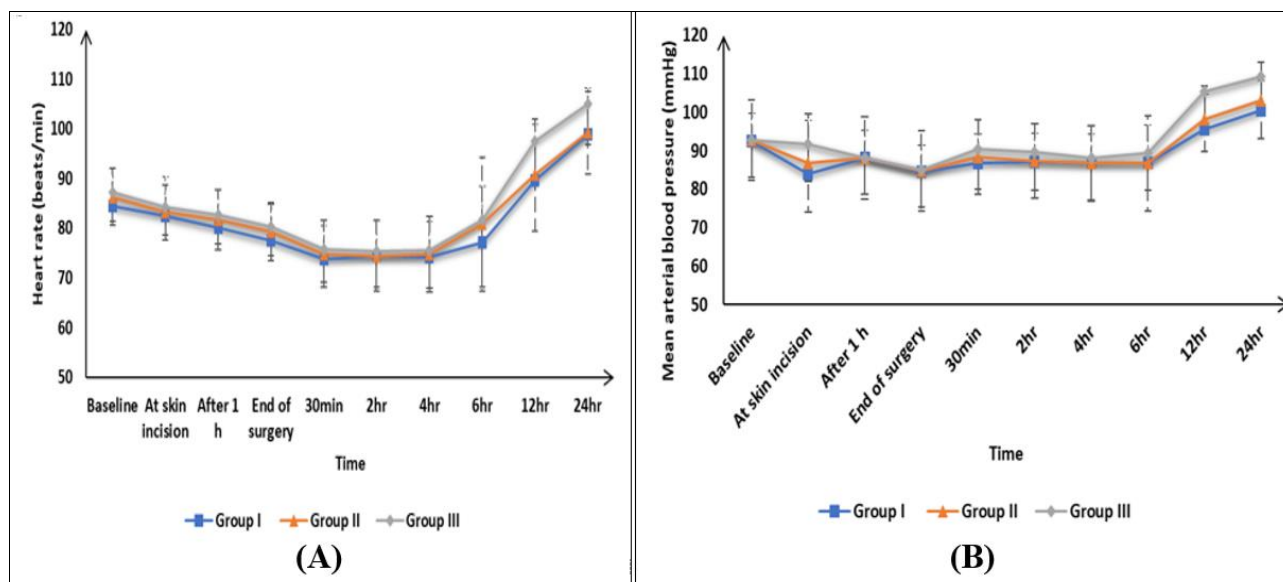 Heart rate (beats/min)
120
110
100
90
80
70
60
50
Baseline At skin incision After 1 h End of surgery 30min 2hr 4hr 6hr 12hr 24hr
Time
Group I Group II Group III
(A)
Mean arterial blood pressure (mmHg)
120
110
100
90
80
70
60
50
Baseline At skin incision After 1 h End of surgery 30min 2hr 4hr 6hr 12hr 24hr
Time
Group I Group II Group III
(B)